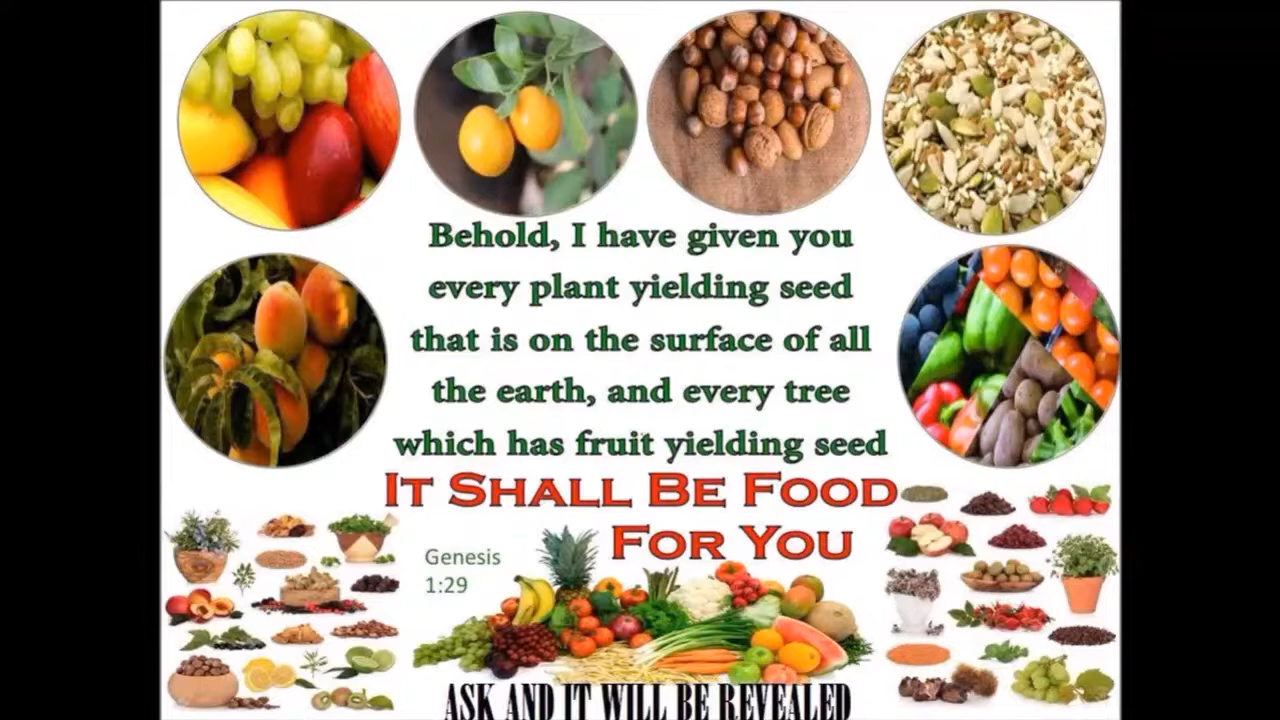 Behold, I have given you
every plant yielding seed
that is on the surface of all
the earth, and every tree
which has fruit yielding seed
IT SHALL BE FOOD
FOR YOU
Genesis
1:29
ASK AND IT WILL BE REVEALED